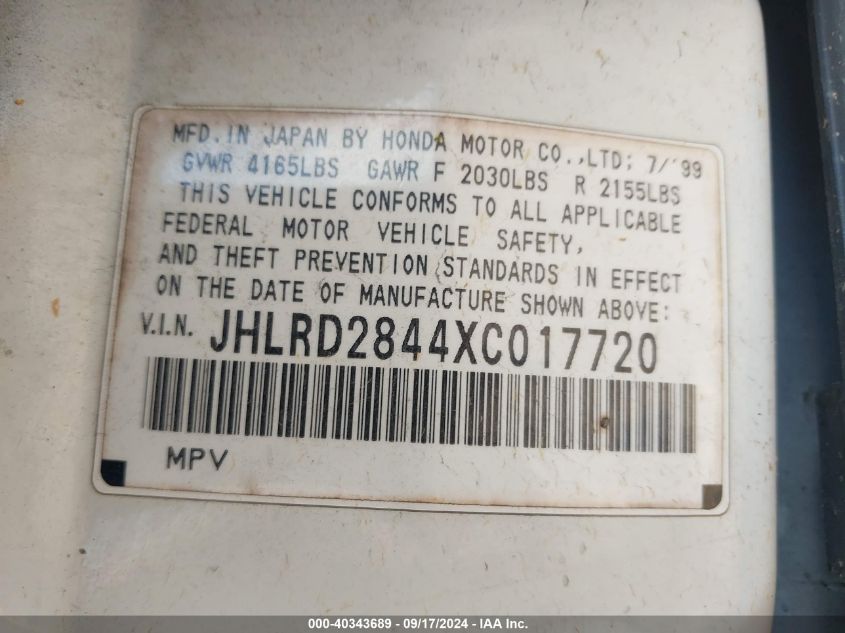 MFD. IN JAPAN BY HONDA MOTOR CO., LTD; 7/'99
GVWR 4165LBS GAWR F 2030LBS R 2155LBS
THIS VEHICLE CONFORMS TO ALL APPLICABLE
FEDERAL MOTOR VEHICLE SAFETY,
AND THEFT PREVENTION STANDARDS IN EFFECT
ON THE DATE OF MANUFACTURE SHOWN ABOVE:
V.I.N. JHLRD2844XC017720
MPV
000-40343689 - 09/17/2024 - IAA Inc.